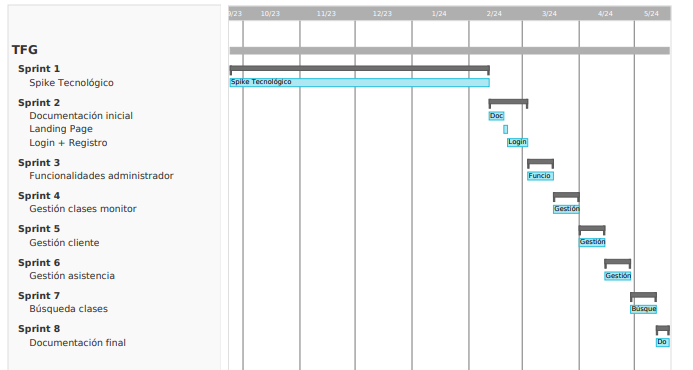 9/23 10/23 11/23 12/23 1/24 2/24 3/24 4/24 5/24
TFG
Sprint 1
Spike Tecnológico Spike Tecnológico
Sprint 2
Documentación inicial Doc
Landing Page
Login + Registro Login
Sprint 3
Funcionalidades administrador Funcio
Sprint 4
Gestión clases monitor Gestión
Sprint 5
Gestión cliente Gestión
Sprint 6
Gestión asistencia Gestión
Sprint 7
Búsqueda clases Búsque
Sprint 8
Documentación final Do